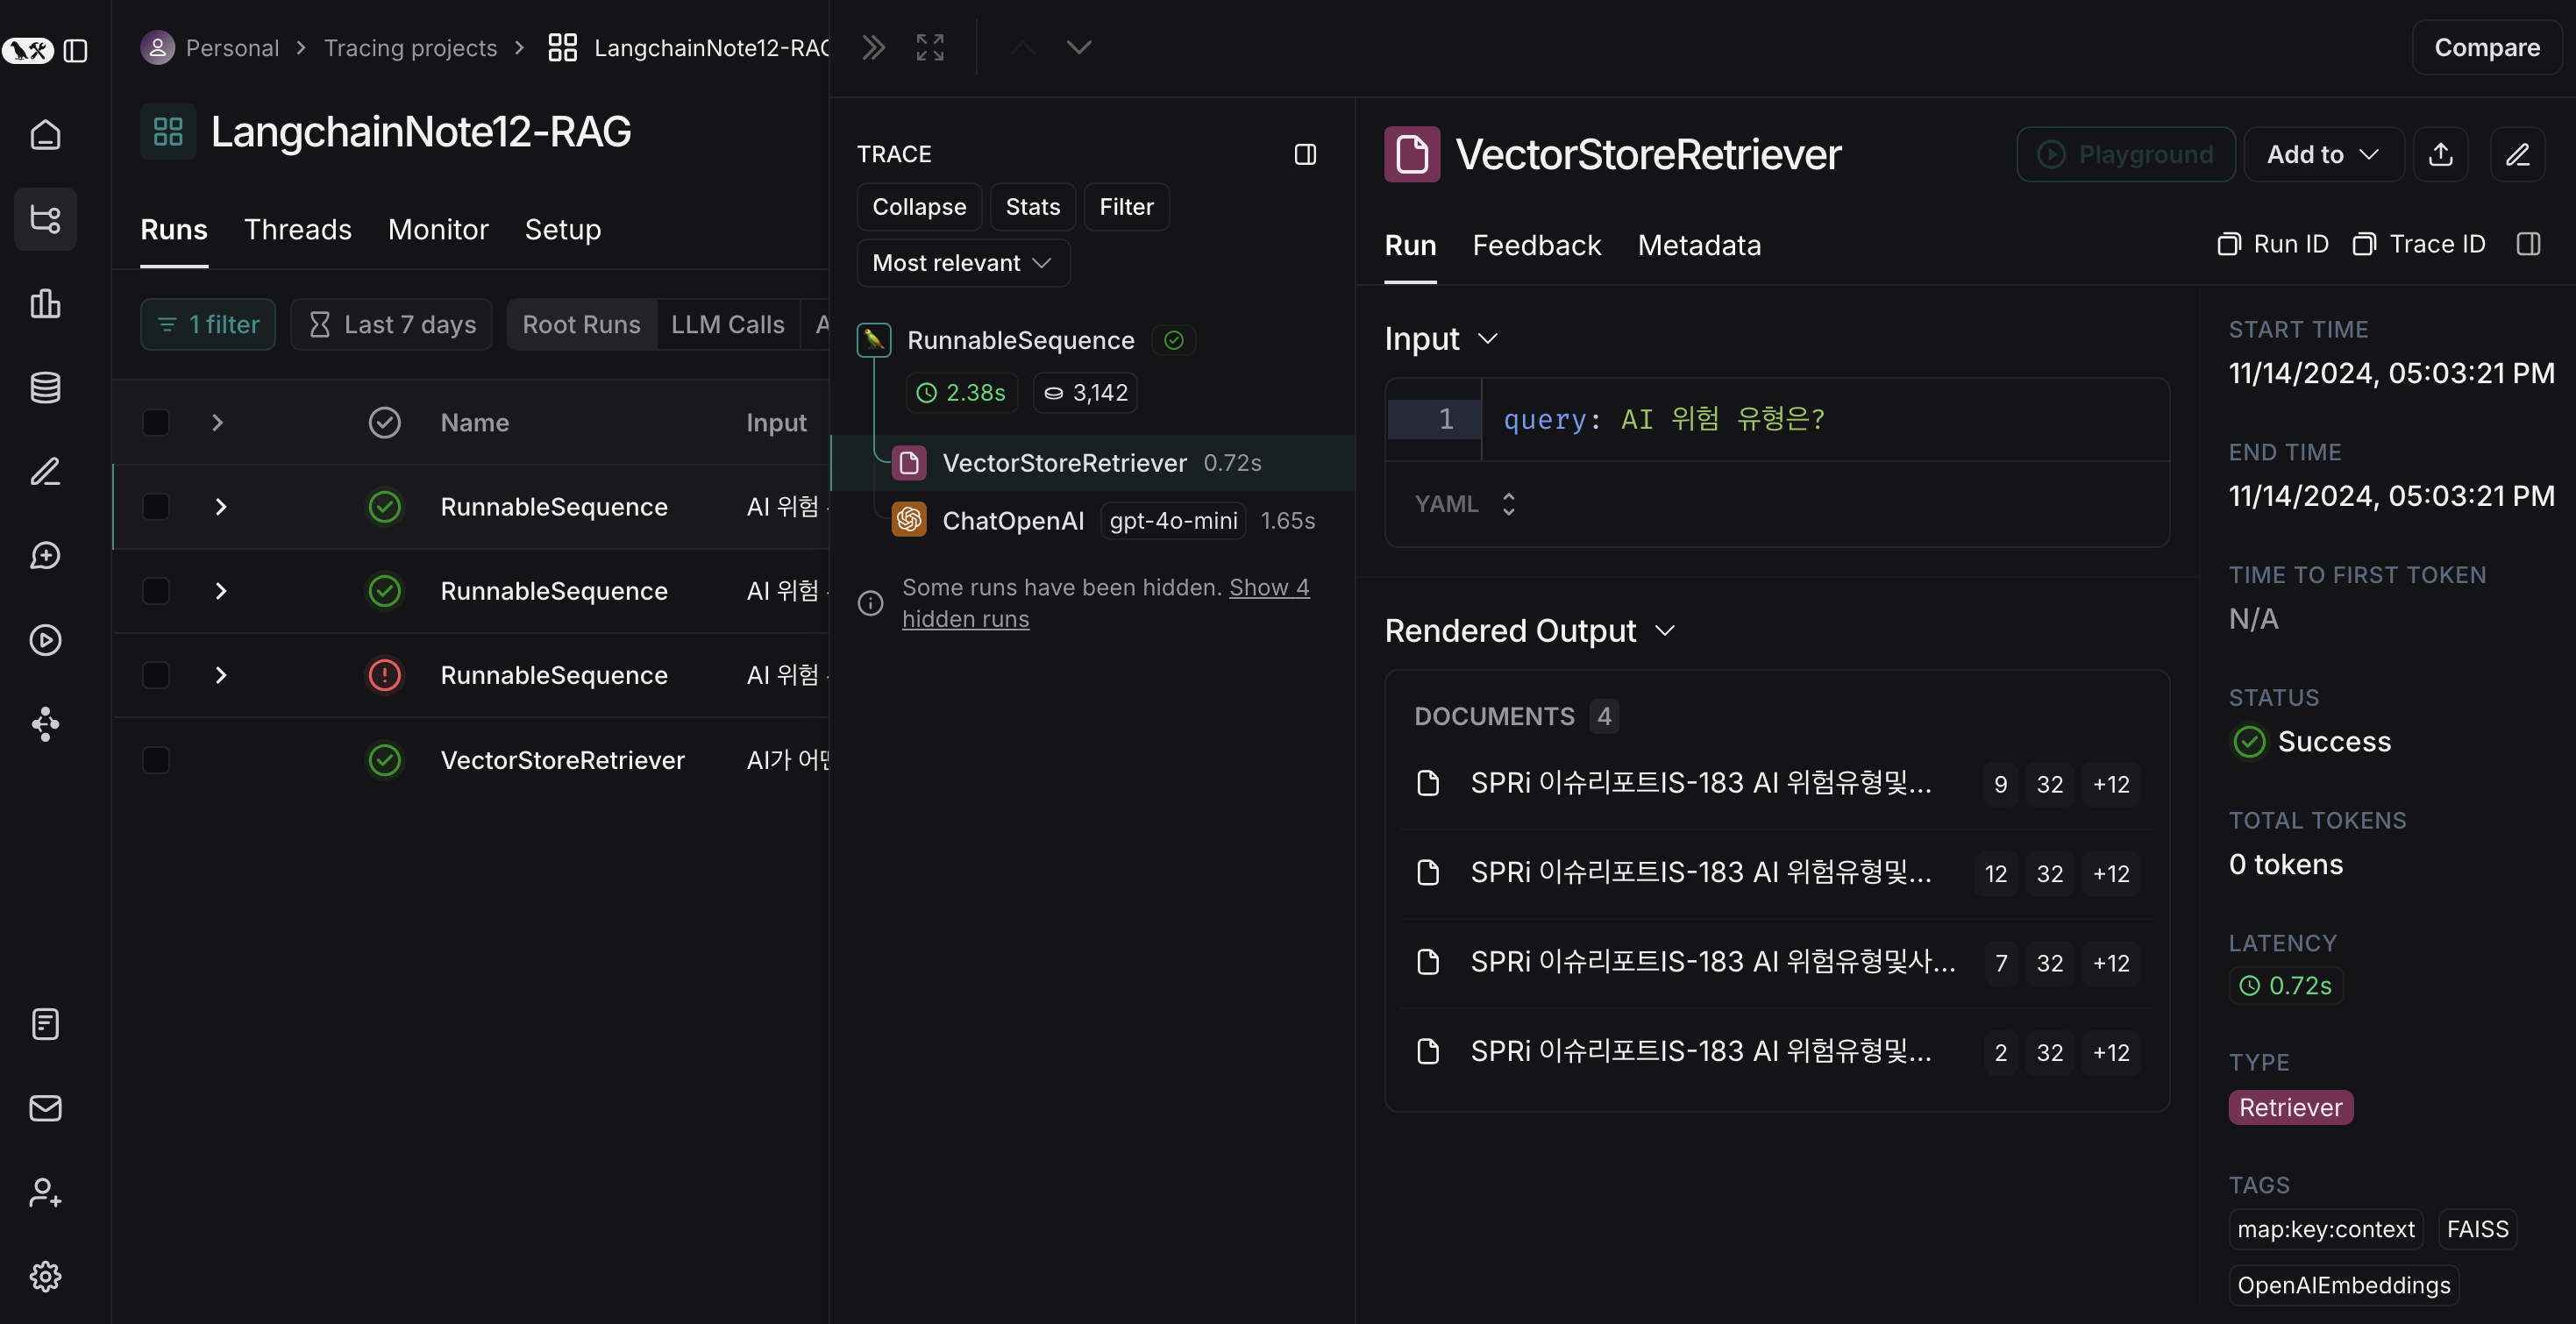 Personal > Tracing projects > LangchainNote12-RAG
LangchainNote12-RAG
Runs Threads Monitor Setup
1 filter Last 7 days Root Runs LLM Calls
Name Input
RunnableSequence AI 위험
RunnableSequence AI 위험
RunnableSequence AI 위험
VectorStoreRetriever AI가
TRACE
Collapse Stats Filter
Most relevant
RunnableSequence
2.38s 3,142
VectorStoreRetriever 0.72s
ChatOpenAI gpt-4o-mini 1.65s
Some runs have been hidden. Show 4
hidden runs
Compare
VectorStoreRetriever
Playground Add to
Run Feedback Metadata
Run ID Trace ID
Input
1 query: AI 위험 유형은?
YAML
Rendered Output
DOCUMENTS 4
SPRi 이슈리포트IS-183 AI 위험유형및... 9 32 +12
SPRi 이슈리포트IS-183 AI 위험유형및... 12 32 +12
SPRi 이슈리포트IS-183 AI 위험유형및사... 7 32 +12
SPRi 이슈리포트IS-183 AI 위험유형및... 2 32 +12
START TIME
11/14/2024, 05:03:21 PM
END TIME
11/14/2024, 05:03:21 PM
TIME TO FIRST TOKEN
N/A
STATUS
Success
TOTAL TOKENS
0 tokens
LATENCY
0.72s
TYPE
Retriever
TAGS
map:key:context FAISS
OpenAIEmbeddings